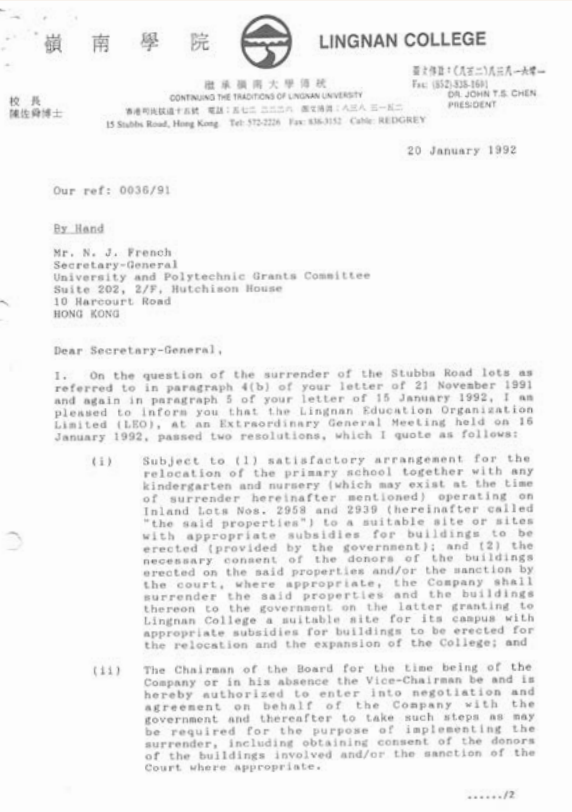 嶺 南 學 院
LINGNAN COLLEGE
繼 承 嶺 南 大 學 傳 統
CONTINUING THE TRADITIONS OF LINGNAN UNIVERSITY
校 長
陳佐舜博士
Fax: (852)-838-1601
DR. JOHN T.S. CHEN
PRESIDENT
15 Stubbs Road, Hong Kong. Tel: 572-2226 Fax: 836-3152 Cable: REDGREY
20 January 1992
Our ref: 0036/91
By Hand
Mr. N. J. French
Secretary-General
University and Polytechnic Grants Committee
Suite 202, 2/F, Hutchison House
10 Harcourt Road
HONG KONG
Dear Secretary-General,
1. On the question of the surrender of the Stubbs Road lots as
referred to in paragraph 4(b) of your letter of 21 November 1991
and again in paragraph 5 of your letter of 15 January 1992, I am
pleased to inform you that the Lingnan Education Organization
Limited (LEO), at an Extraordinary General Meeting held on 16
January 1992, passed two resolutions, which I quote as follows:
(i) Subject to (1) satisfactory arrangement for the
relocation of the primary school together with any
kindergarten and nursery (which may exist at the time
of surrender hereinafter mentioned) operating on
Inland Lots Nos. 2958 and 2939 (hereinafter called
"the said properties") to a suitable site or sites
with appropriate subsidies for buildings to be
erected (provided by the government); and (2) the
necessary consent of the donors of the buildings
erected on the said properties and/or the sanction by
the court, where appropriate, the Company shall
surrender the said properties and the buildings
thereon to the government on the latter granting to
Lingnan College a suitable site for its campus with
appropriate subsidies for buildings to be erected for
the relocation and the expansion of the College; and
(ii) The Chairman of the Board for the time being of the
Company or in his absence the Vice-Chairman be and is
hereby authorized to enter into negotiation and
agreement on behalf of the Company with the
government and thereafter to take such steps as may
be required for the purpose of implementing the
surrender, including obtaining consent of the donors
of the buildings involved and/or the sanction of the
Court where appropriate.
....../2